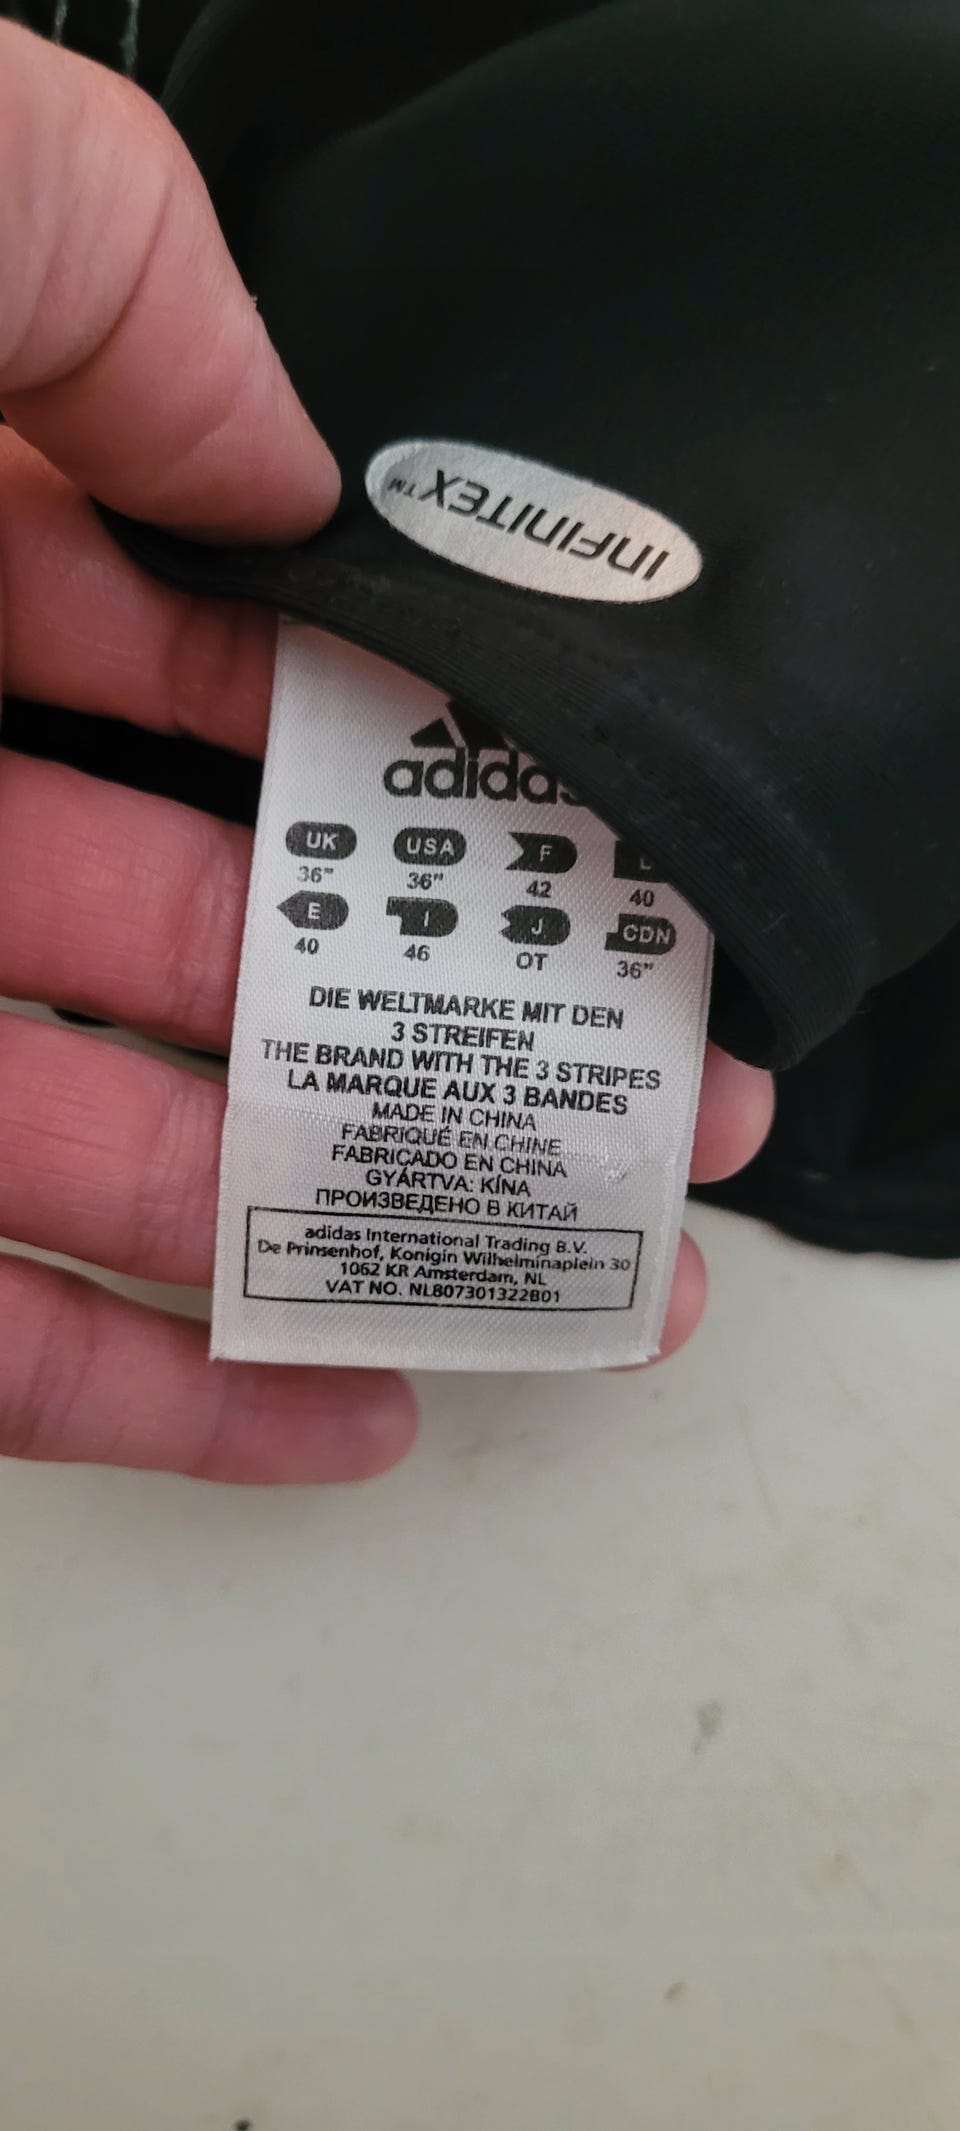 INFINITEX™
adidas
UK USA F
36" 36" 42 40
E I J CDN
40 46 OT 36"
DIE WELTMARKE MIT DEN
3 STREIFEN
THE BRAND WITH THE 3 STRIPES
LA MARQUE AUX 3 BANDES
MADE IN CHINA
FABRIQUÉ EN CHINE
FABRICADO EN CHINA
GYÁRTVA: KÍNA
ПРОИЗВЕДЕНО В КИТАЙ
adidas International Trading B.V.
De Prinsenhof, Konigin Wilhelminaplein 30
1062 KR Amsterdam, NL
VAT NO. NL807301322B01